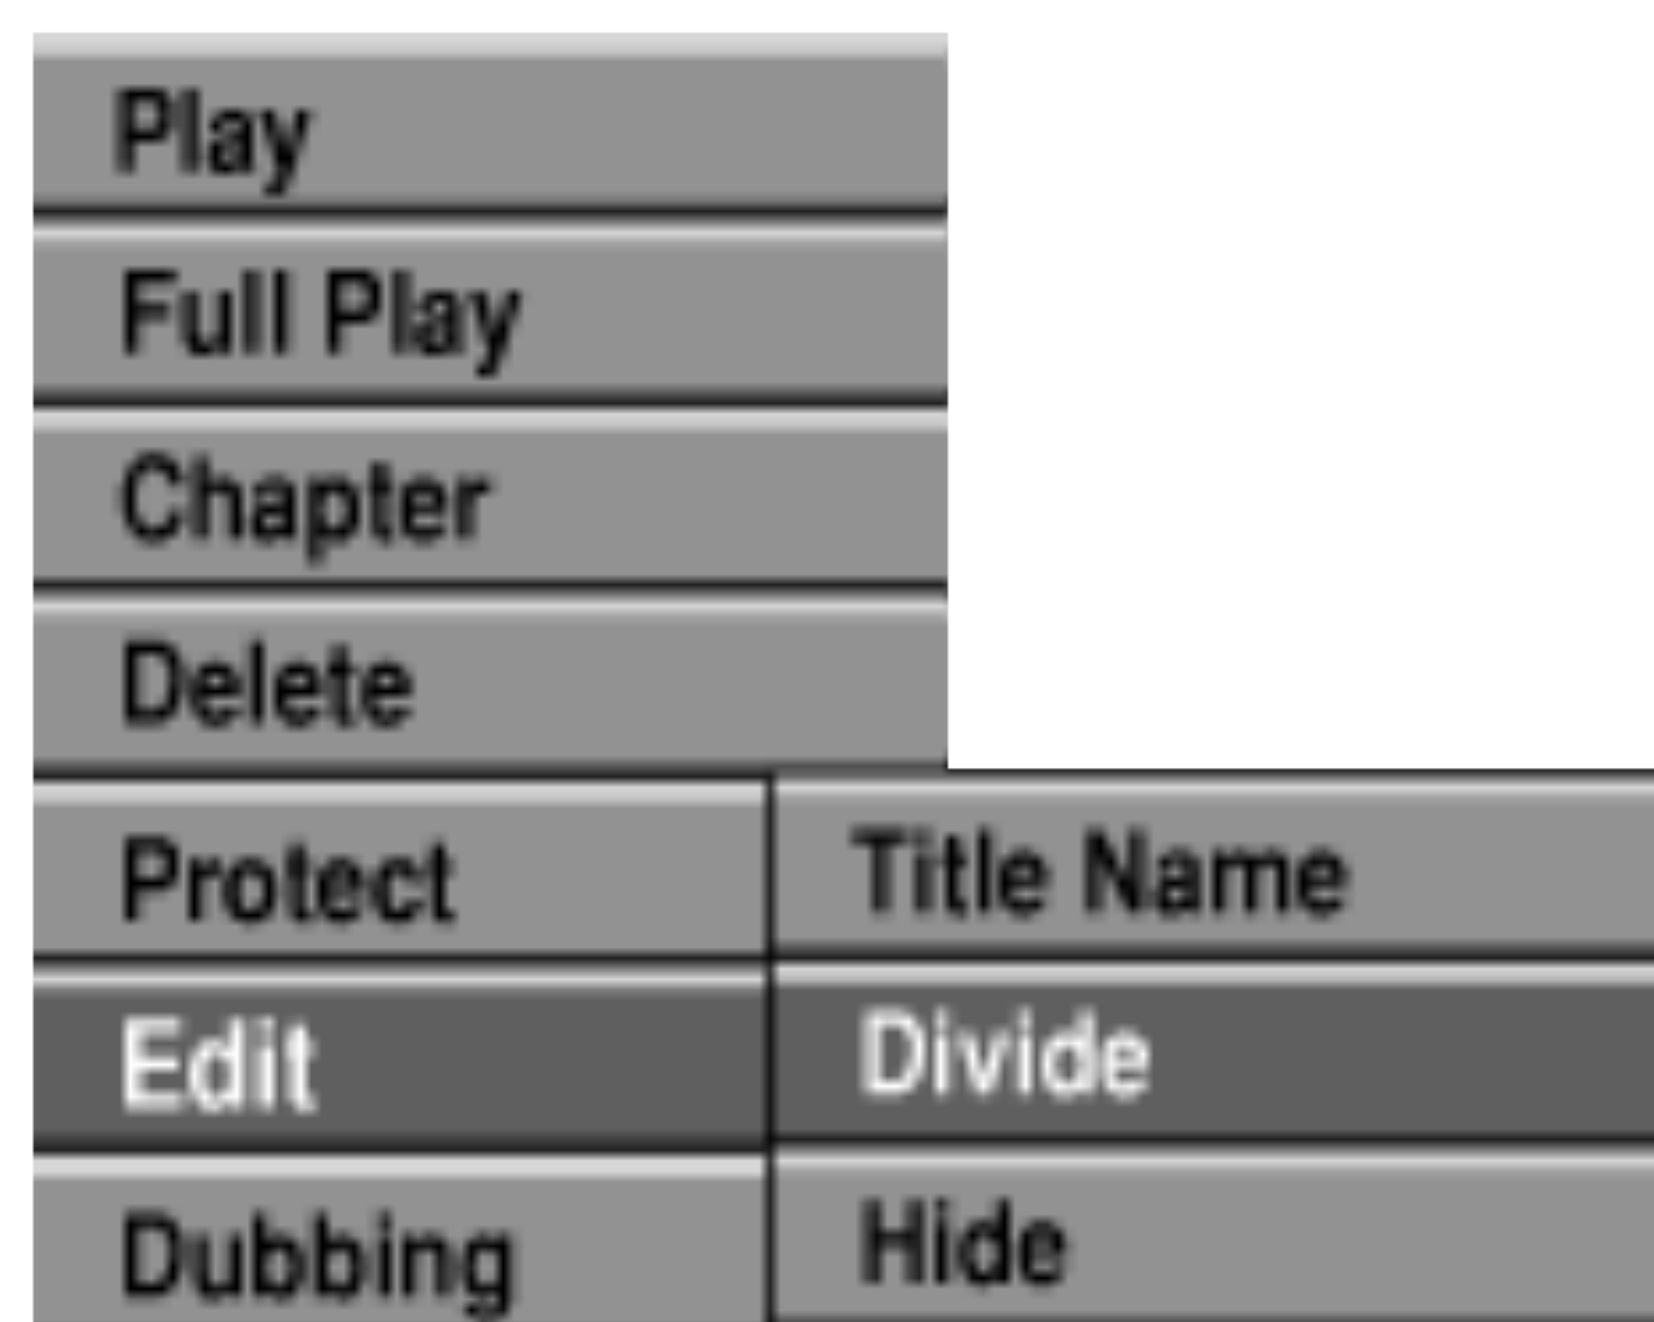 Play
Full Play
Chapter
Delete
Protect
Title Name
Edit
Divide
Dubbing
Hide